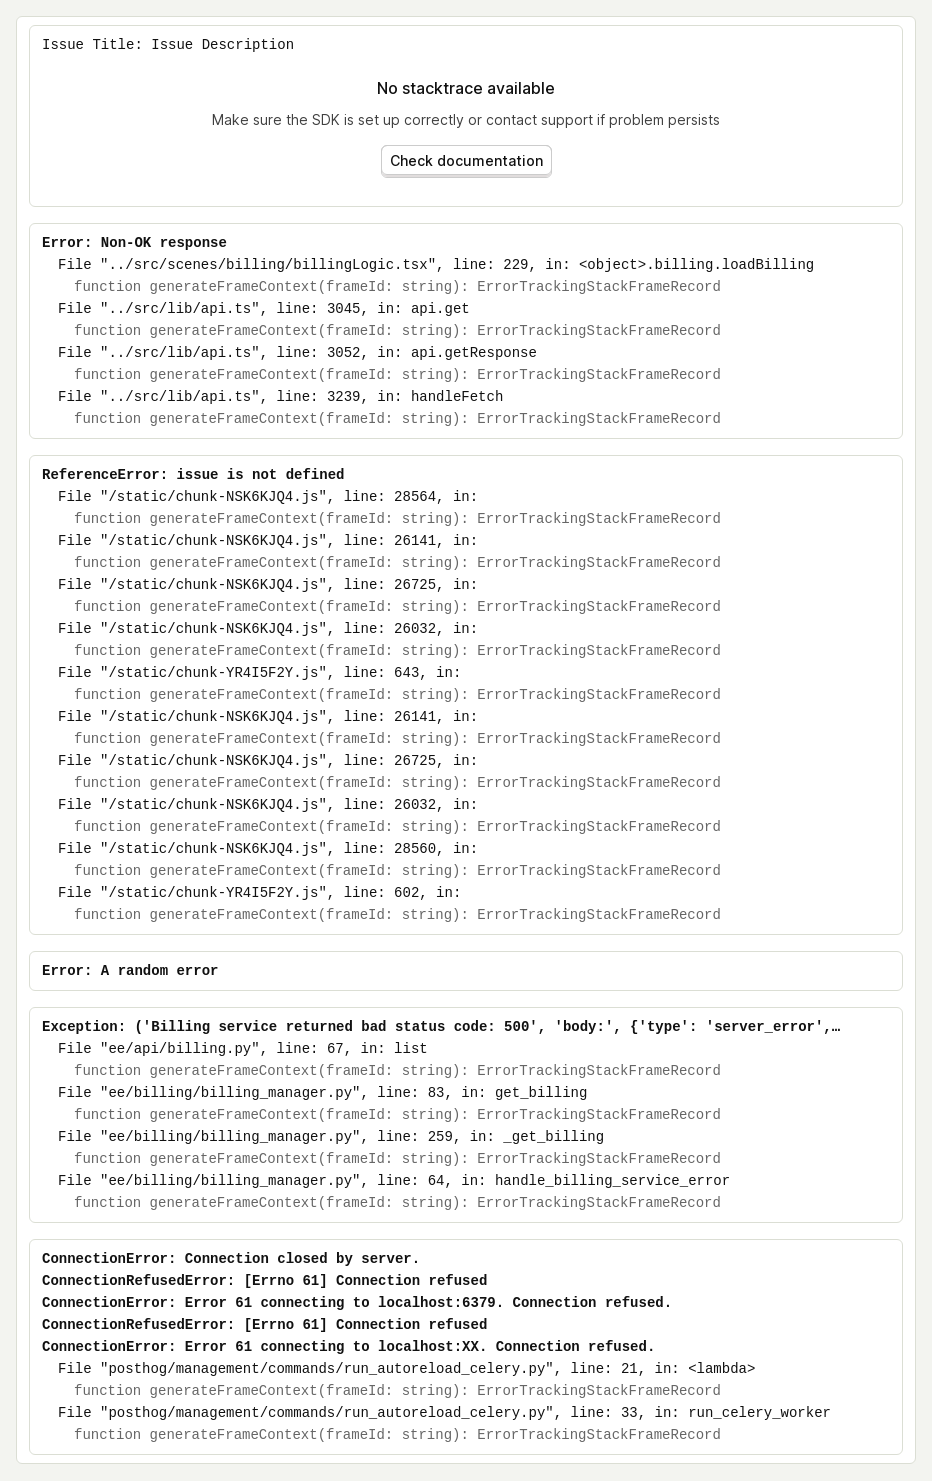 Issue Title: Issue Description
No stacktrace available
Make sure the SDK is set up correctly or contact support if problem persists
Check documentation
Error: Non-OK response
File "../src/scenes/billing/billingLogic.tsx", line: 229, in: <object>.billing.loadBilling
function generateFrameContext(frameId: string): ErrorTrackingStackFrameRecord
File "../src/lib/api.ts", line: 3045, in: api.get
function generateFrameContext(frameId: string): ErrorTrackingStackFrameRecord
File "../src/lib/api.ts", line: 3052, in: api.getResponse
function generateFrameContext(frameId: string): ErrorTrackingStackFrameRecord
File "../src/lib/api.ts", line: 3239, in: handleFetch
function generateFrameContext(frameId: string): ErrorTrackingStackFrameRecord
ReferenceError: issue is not defined
File "/static/chunk-NSK6KJQ4.js", line: 28564, in:
function generateFrameContext(frameId: string): ErrorTrackingStackFrameRecord
File "/static/chunk-NSK6KJQ4.js", line: 26141, in:
function generateFrameContext(frameId: string): ErrorTrackingStackFrameRecord
File "/static/chunk-NSK6KJQ4.js", line: 26725, in:
function generateFrameContext(frameId: string): ErrorTrackingStackFrameRecord
File "/static/chunk-NSK6KJQ4.js", line: 26032, in:
function generateFrameContext(frameId: string): ErrorTrackingStackFrameRecord
File "/static/chunk-YR4I5F2Y.js", line: 643, in:
function generateFrameContext(frameId: string): ErrorTrackingStackFrameRecord
File "/static/chunk-NSK6KJQ4.js", line: 26141, in:
function generateFrameContext(frameId: string): ErrorTrackingStackFrameRecord
File "/static/chunk-NSK6KJQ4.js", line: 26725, in:
function generateFrameContext(frameId: string): ErrorTrackingStackFrameRecord
File "/static/chunk-NSK6KJQ4.js", line: 26032, in:
function generateFrameContext(frameId: string): ErrorTrackingStackFrameRecord
File "/static/chunk-NSK6KJQ4.js", line: 28560, in:
function generateFrameContext(frameId: string): ErrorTrackingStackFrameRecord
File "/static/chunk-YR4I5F2Y.js", line: 602, in:
function generateFrameContext(frameId: string): ErrorTrackingStackFrameRecord
Error: A random error
Exception: ('Billing service returned bad status code: 500', 'body:', {'type': 'server_error',…
File "ee/api/billing.py", line: 67, in: list
function generateFrameContext(frameId: string): ErrorTrackingStackFrameRecord
File "ee/billing/billing_manager.py", line: 83, in: get_billing
function generateFrameContext(frameId: string): ErrorTrackingStackFrameRecord
File "ee/billing/billing_manager.py", line: 259, in: _get_billing
function generateFrameContext(frameId: string): ErrorTrackingStackFrameRecord
File "ee/billing/billing_manager.py", line: 64, in: handle_billing_service_error
function generateFrameContext(frameId: string): ErrorTrackingStackFrameRecord
ConnectionError: Connection closed by server.
ConnectionRefusedError: [Errno 61] Connection refused
ConnectionError: Error 61 connecting to localhost:6379. Connection refused.
ConnectionRefusedError: [Errno 61] Connection refused
ConnectionError: Error 61 connecting to localhost:XX. Connection refused.
File "posthog/management/commands/run_autoreload_celery.py", line: 21, in: <lambda>
function generateFrameContext(frameId: string): ErrorTrackingStackFrameRecord
File "posthog/management/commands/run_autoreload_celery.py", line: 33, in: run_celery_worker
function generateFrameContext(frameId: string): ErrorTrackingStackFrameRecord